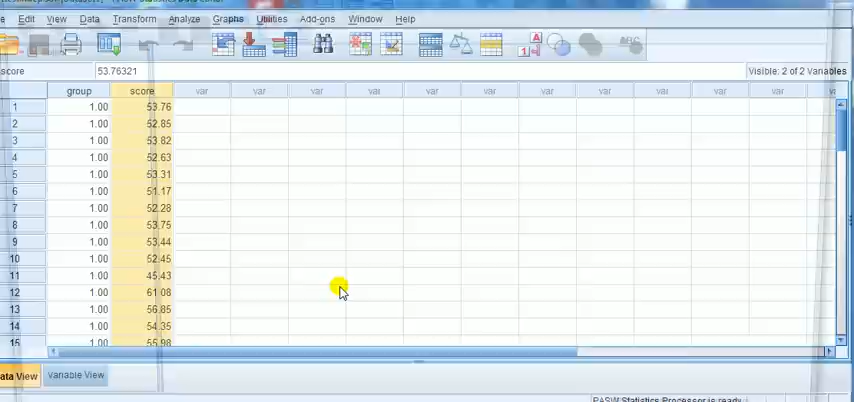 Edit View Data Transform Analyze Graphs Utilities Add-ons Window Help
score 53.76321 Visible: 2 of 2 Variables
group score var var var var var var var var var var var
1 1.00 53.76
2 1.00 52.85
3 1.00 53.82
4 1.00 52.63
5 1.00 53.31
6 1.00 51.17
7 1.00 52.28
8 1.00 53.75
9 1.00 53.44
10 1.00 52.45
11 1.00 45.43
12 1.00 61.08
13 1.00 56.85
14 1.00 54.35
15 1.00 55.98
ata View Variable View
PASW Statistics Processor is ready